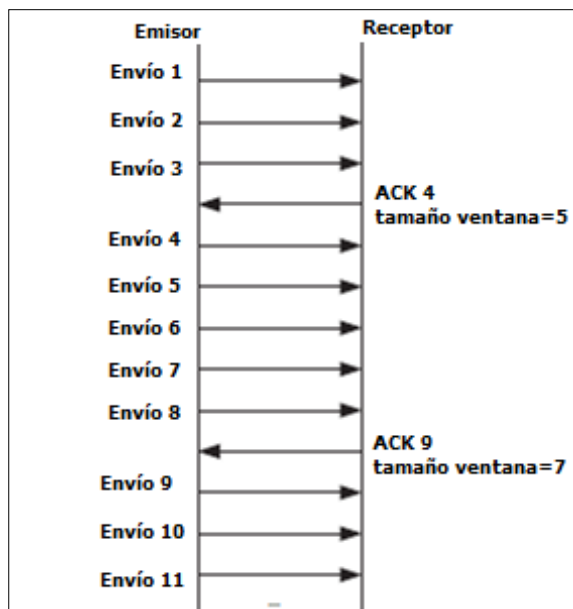 Emisor
Receptor
Envío 1
Envío 2
Envío 3
ACK 4
tamaño ventana=5
Envío 4
Envío 5
Envío 6
Envío 7
Envío 8
ACK 9
tamaño ventana=7
Envío 9
Envío 10
Envío 11